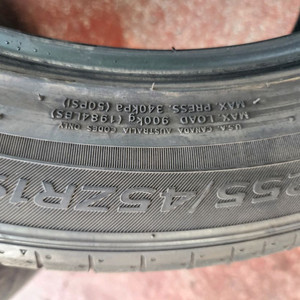 U.S.A. CANADA AUSTRALIA CODES ONLY
MAX. LOAD 900kg (1984LBS)
MAX. PRESS. 340kPa (50PSI)
255/45ZR1